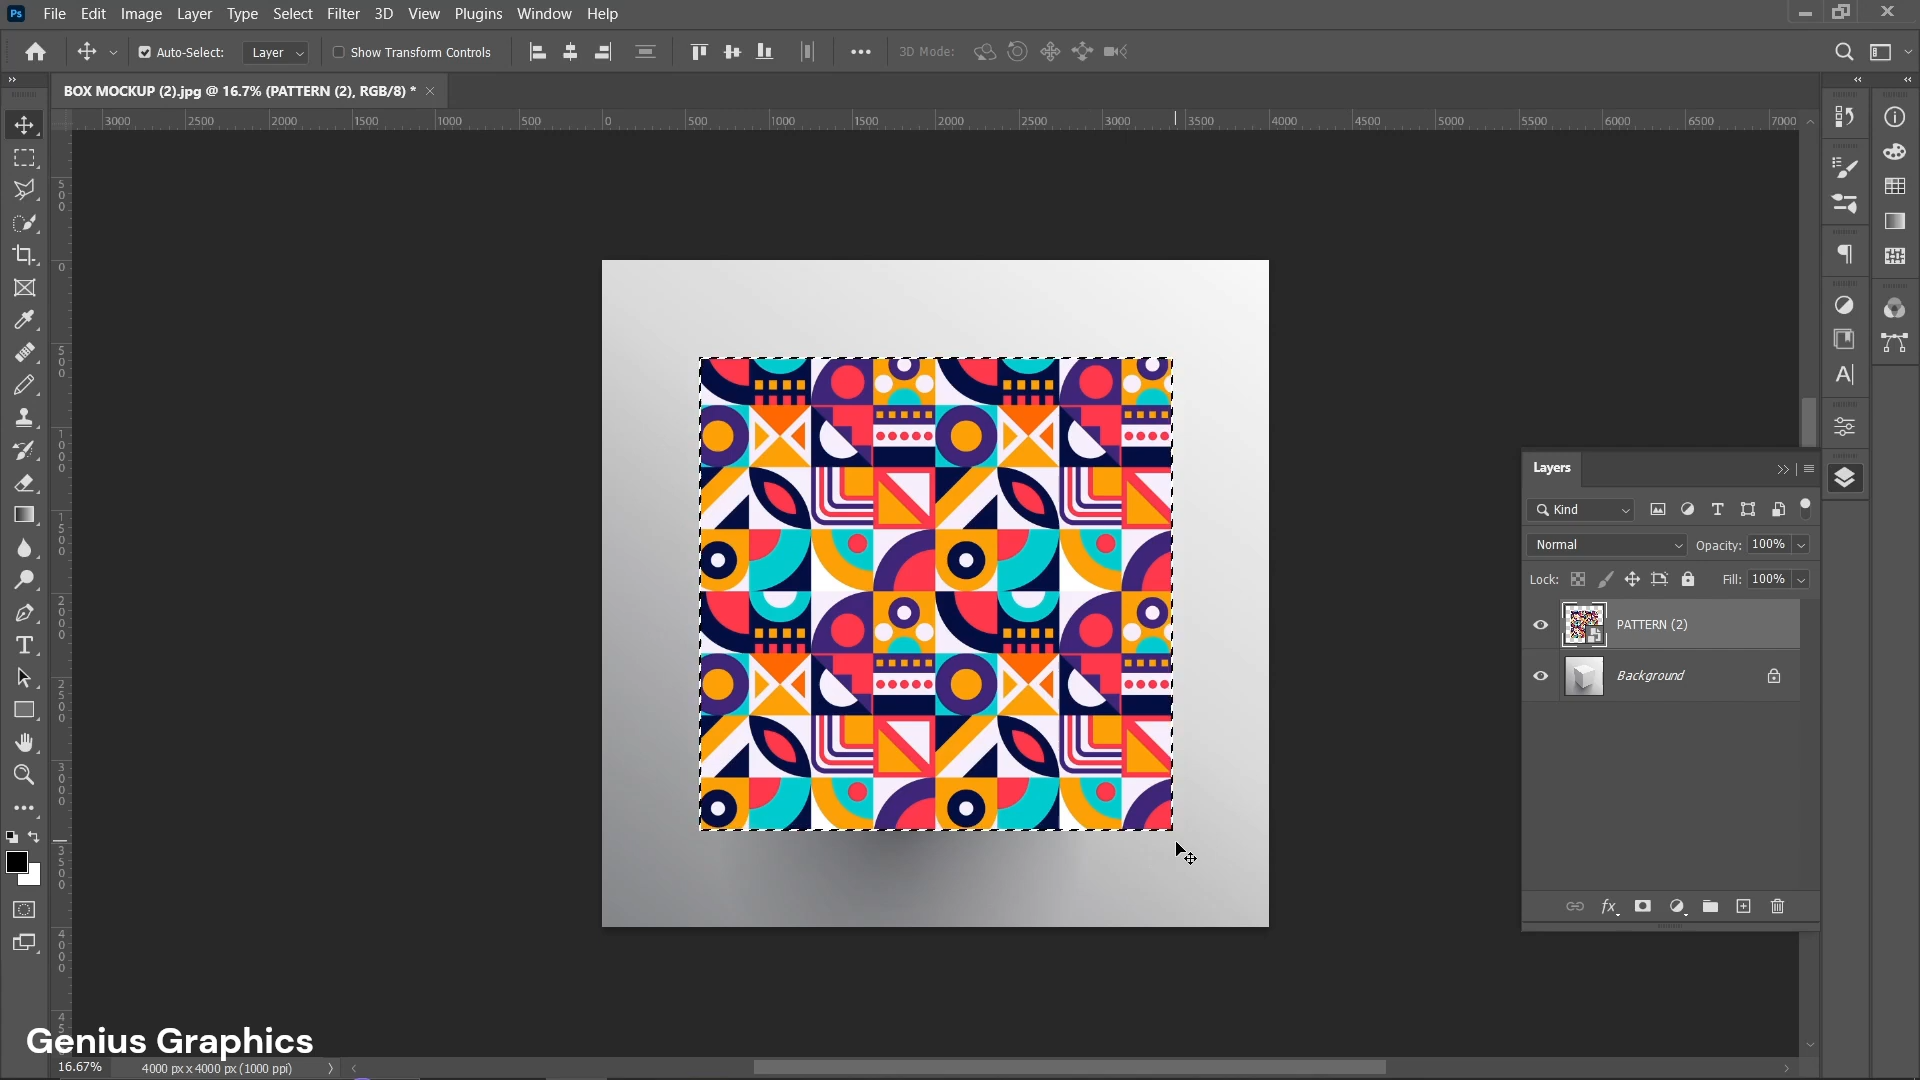 Ps File Edit Image Layer Type Select Filter 3D View Plugins Window Help
Auto-Select: Layer Show Transform Controls 3D Mode:
BOX MOCKUP (2).jpg @ 16.7% (PATTERN (2), RGB/8) *
3000 2500 2000 1500 1000 500 0 500 1000 1500 2000 2500 3000 3500 4000 4500 5000 5500 6000 6500 7000
500
0
500
1000
1500
2000
2500
3000
3500
4000
Layers
Kind
Normal Opacity: 100%
Lock: Fill: 100%
PATTERN (2)
Background
fx
Genius Graphics
16.67% 4000 px x 4000 px (1000 ppi)